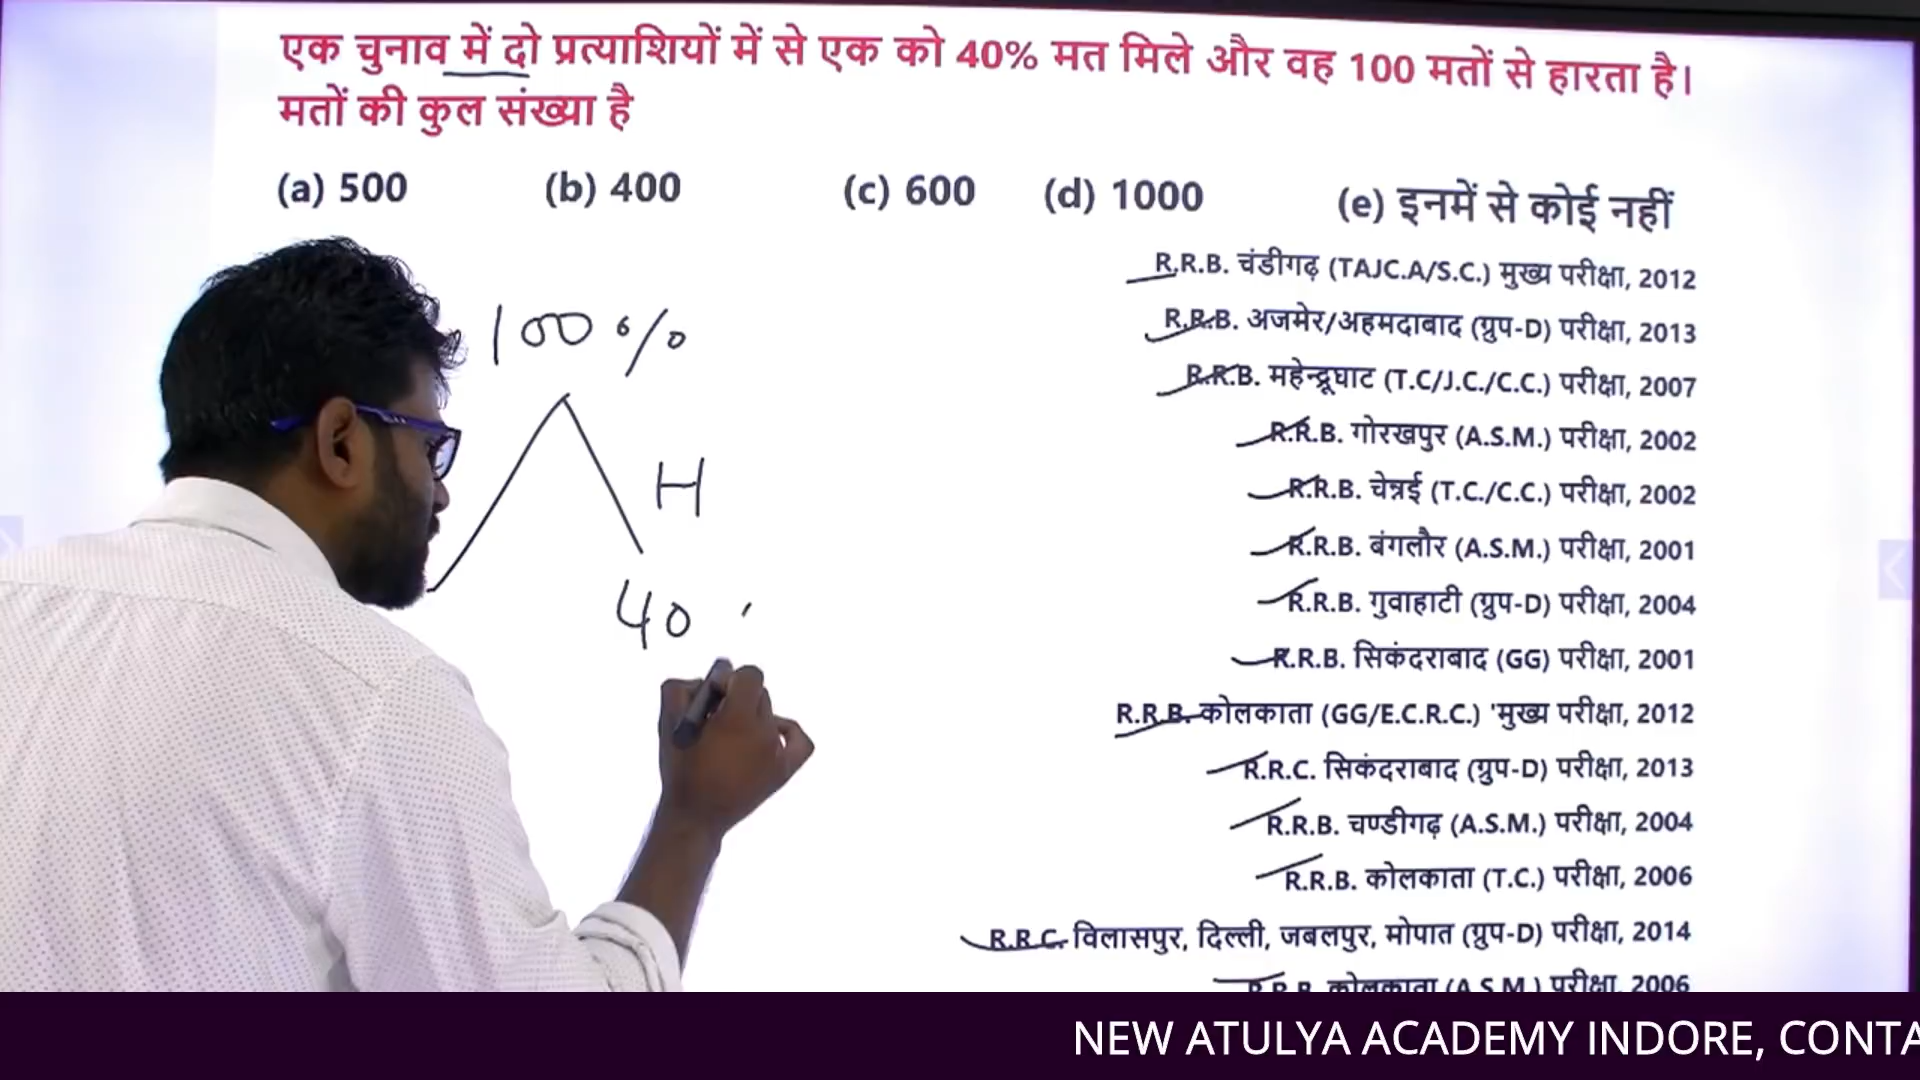 एक चुनाव में दो प्रत्याशियों में से एक को 40% मत मिले और वह 100 मतों से हारता है।
मतों की कुल संख्या है
(a) 500 (b) 400 (c) 600 (d) 1000 (e) इनमें से कोई नहीं
R.R.B. चंडीगढ़ (TAJC.A/S.C.) मुख्य परीक्षा, 2012
100%
R.R.B. अजमेर/अहमदाबाद (ग्रुप-D) परीक्षा, 2013
R.R.B. महेन्द्रूघाट (T.C/J.C./C.C.) परीक्षा, 2007
R.R.B. गोरखपुर (A.S.M.) परीक्षा, 2002
H
R.R.B. चेन्नई (T.C./C.C.) परीक्षा, 2002
R.R.B. बंगलौर (A.S.M.) परीक्षा, 2001
40
R.R.B. गुवाहाटी (ग्रुप-D) परीक्षा, 2004
R.R.B. सिकंदराबाद (GG) परीक्षा, 2001
R.R.B. कोलकाता (GG/E.C.R.C.) 'मुख्य परीक्षा, 2012
R.R.C. सिकंदराबाद (ग्रुप-D) परीक्षा, 2013
R.R.B. चण्डीगढ़ (A.S.M.) परीक्षा, 2004
R.R.B. कोलकाता (T.C.) परीक्षा, 2006
R.R.C. विलासपुर, दिल्ली, जबलपुर, मोपात (ग्रुप-D) परीक्षा, 2014
R.R.B. कोलकाता (A.S.M.) परीक्षा, 2006
NEW ATULYA ACADEMY INDORE, CONTA